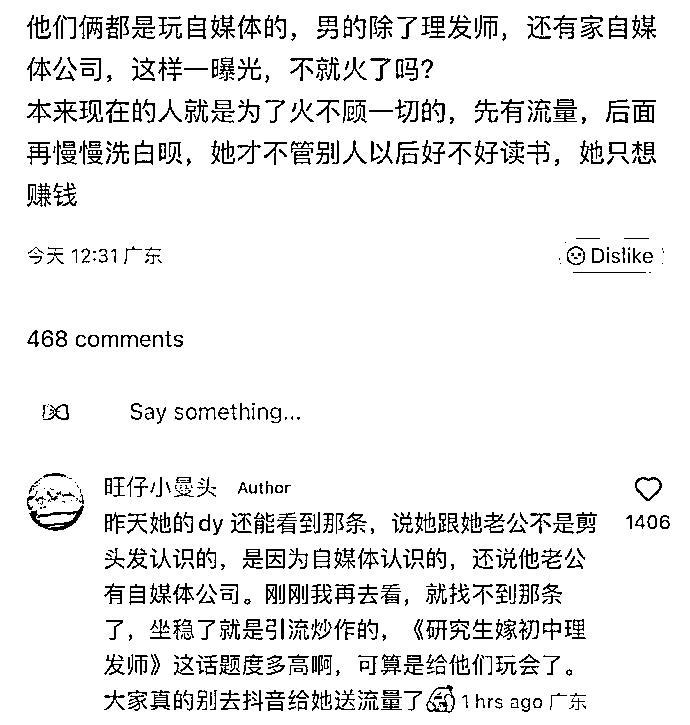 他们俩都是玩自媒体的，男的除了理发师，还有家自媒
体公司，这样一曝光，不就火了吗?
本来现在的人就是为了火不顾一切的，先有流量，后面
再慢慢洗白呗，她才不管别人以后好不好读书，她只想
赚钱
今天 12:31 广东
Dislike
468 comments
Say something...
旺仔小曼头 Author
昨天她的dy 还能看到那条，说她跟她老公不是剪
头发认识的，是因为自媒体认识的，还说他老公
有自媒体公司。刚刚我再去看，就找不到那条
了，坐稳了就是引流炒作的，《研究生嫁初中理
发师》这话题度多高啊，可算是给他们玩会了。
大家真的别去抖音给她送流量了 1 hrs ago 广东
1406